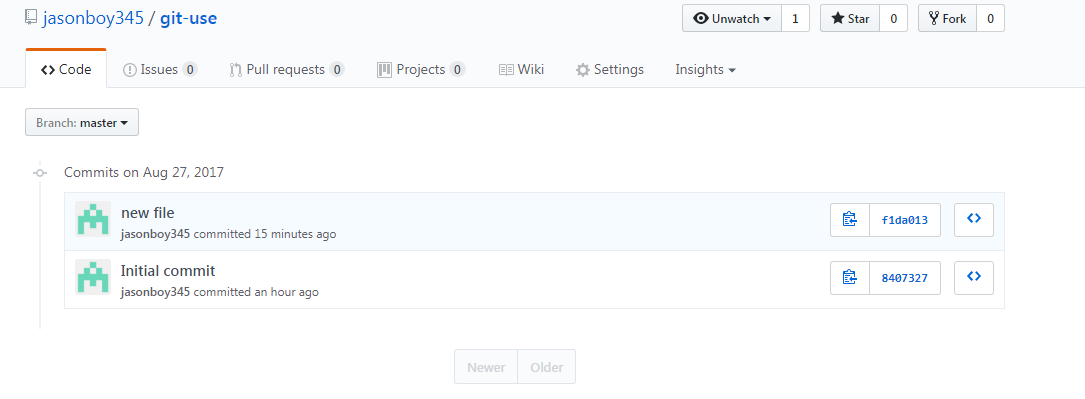 jasonboy345 / git-use
Unwatch 1 Star 0 Fork 0
Code Issues 0 Pull requests 0 Projects 0 Wiki Settings Insights
Branch: master
Commits on Aug 27, 2017
new file
jasonboy345 committed 15 minutes ago
f1da013
Initial commit
jasonboy345 committed an hour ago
8407327
Newer Older